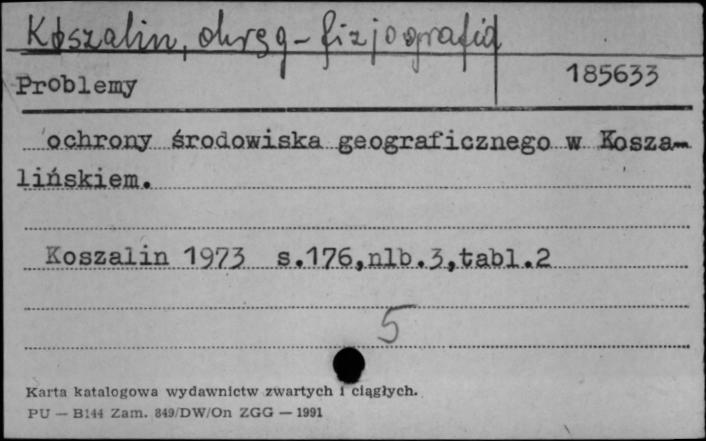 Koszalin, okręg - fizjografia
Problemy 185633
ochrony środowiska geograficznego w Kosza-
lińskiem.
Koszalin 1973 s.176,nlb.3,tabl.2
5
Karta katalogowa wydawnictw zwartych i ciągłych.
PU — B144 Zam. 849/DW/On ZGG — 1991